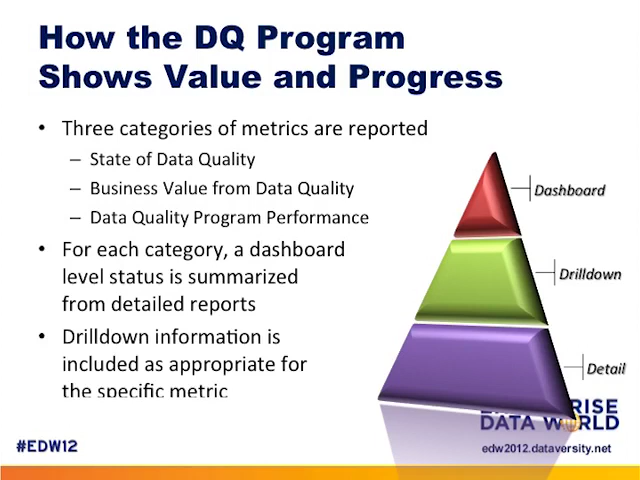 How the DQ Program
Shows Value and Progress
• Three categories of metrics are reported
– State of Data Quality
– Business Value from Data Quality
– Data Quality Program Performance
• For each category, a dashboard
level status is summarized
from detailed reports
• Drilldown information is
included as appropriate for
the specific metric
Dashboard
Drilldown
Detail
RISE
DATA WORLD
#EDW12
edw2012.dataversity.net